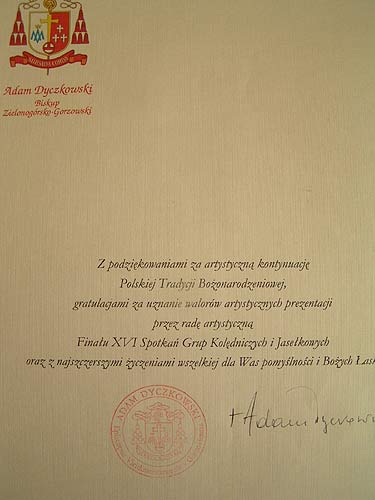 Adam Dyczkowski
Biskup
Zielonogórsko-Gorzowski
Z podziękowaniami za artystyczną kontynuację
Polskiej Tradycji Bożonarodzeniowej,
gratulacjami za uznanie walorów artystycznych prezentacji
przez radę artystyczną
Finału XVI Spotkań Grup Kolędniczych i Jasełkowych
oraz z najszczerszymi życzeniami wszelkiej dla Was pomyślności i Bożych Łask
ADAM DYCZKOWSKI
+ Adam